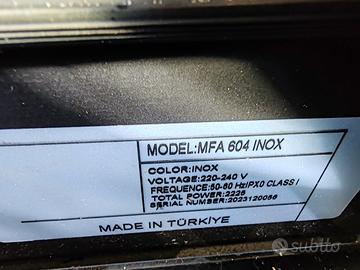 MODEL:MFA 604 INOX
COLOR:INOX
VOLTAGE:220-240 V
FREQUENCE:50-60 Hz/IPX0 CLASS I
TOTAL POWER:2225
SERIAL NUMBER:2023120056
MADE IN TÜRKİYE
subito